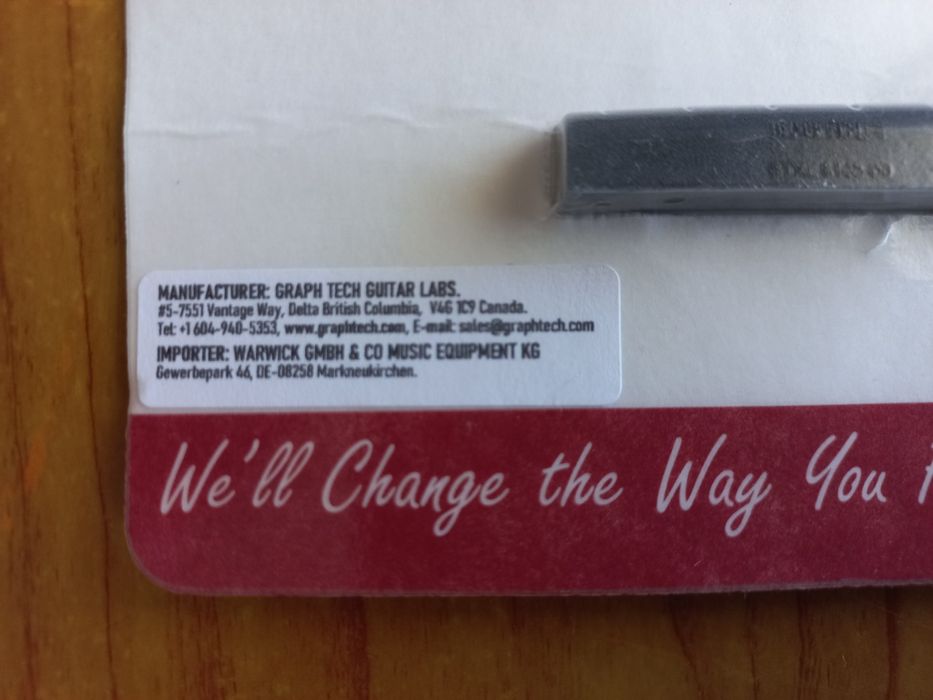 MANUFACTURER: GRAPH TECH GUITAR LABS.
#5-7551 Vantage Way, Delta British Columbia, V4G 1C9 Canada.
Tel: +1 604-940-5353, www.graphtech.com, E-mail: sales@graphtech.com
IMPORTER: WARWICK GMBH & CO MUSIC EQUIPMENT KG
Gewerbepark 46, DE-08258 Markneukirchen.
We'll Change the Way You